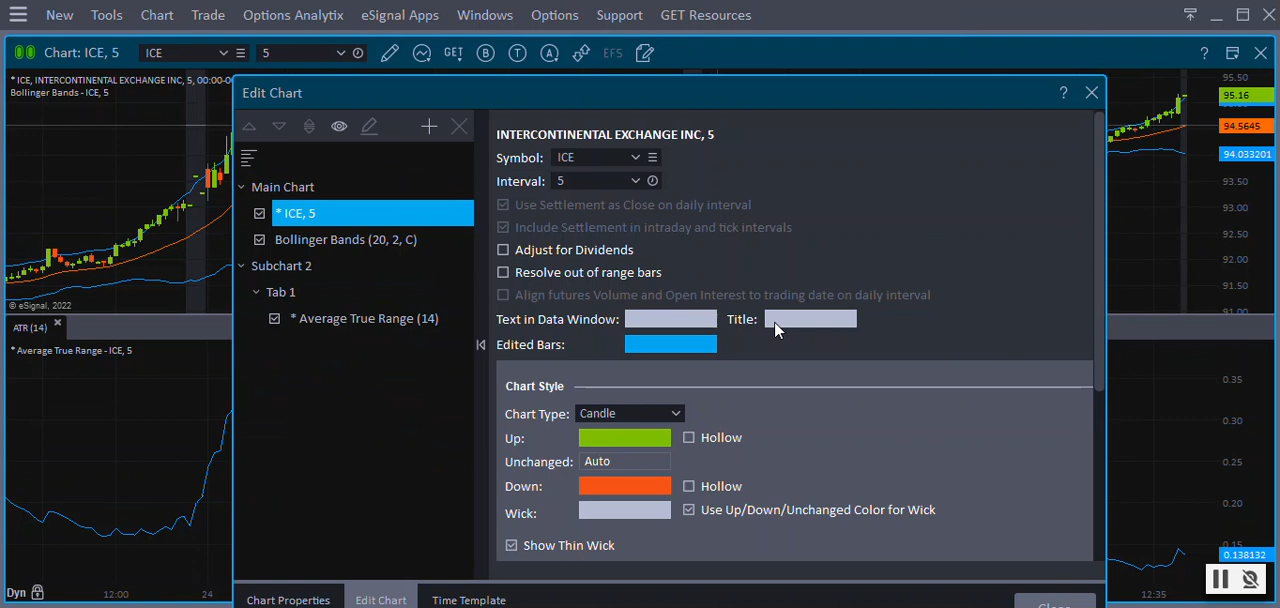 New Tools Chart Trade Options Analytix eSignal Apps Windows Options Support GET Resources
Chart: ICE, 5 ICE 5 GET B T A EFS ?
* ICE, INTERCONTINENTAL EXCHANGE INC, 5, 00:00-0
Bollinger Bands - ICE, 5
© eSignal, 2022
ATR (14)
* Average True Range - ICE, 5
Dyn
12:00 24
Edit Chart ?
Main Chart
* ICE, 5
Bollinger Bands (20, 2, C)
Subchart 2
Tab 1
* Average True Range (14)
INTERCONTINENTAL EXCHANGE INC, 5
Symbol: ICE
Interval: 5
Use Settlement as Close on daily interval
Include Settlement in intraday and tick intervals
Adjust for Dividends
Resolve out of range bars
Align futures Volume and Open Interest to trading date on daily interval
Text in Data Window: Title:
Edited Bars:
Chart Style
Chart Type: Candle
Up: Hollow
Unchanged: Auto
Down: Hollow
Wick: Use Up/Down/Unchanged Color for Wick
Show Thin Wick
Chart Properties Edit Chart Time Template
Close
95.50
95.16
94.5645
94.033201
93.50
93.00
92.50
92.00
91.50
91.00
0.35
0.30
0.25
0.20
0.15
0.138132
12:35